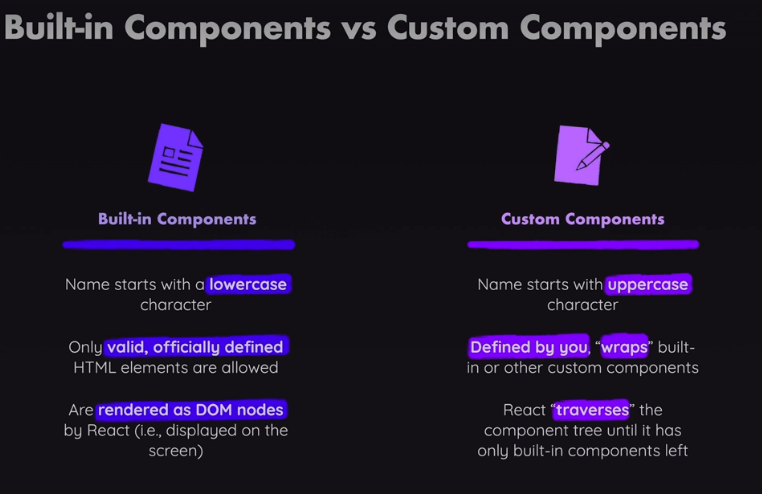 Built-in Components vs Custom Components
Built-in Components
Name starts with a lowercase
character
Only valid, officially defined
HTML elements are allowed
Are rendered as DOM nodes
by React (i.e., displayed on the
screen)
Custom Components
Name starts with uppercase
character
Defined by you, “wraps” built-
in or other custom components
React “traverses” the
component tree until it has
only built-in components left